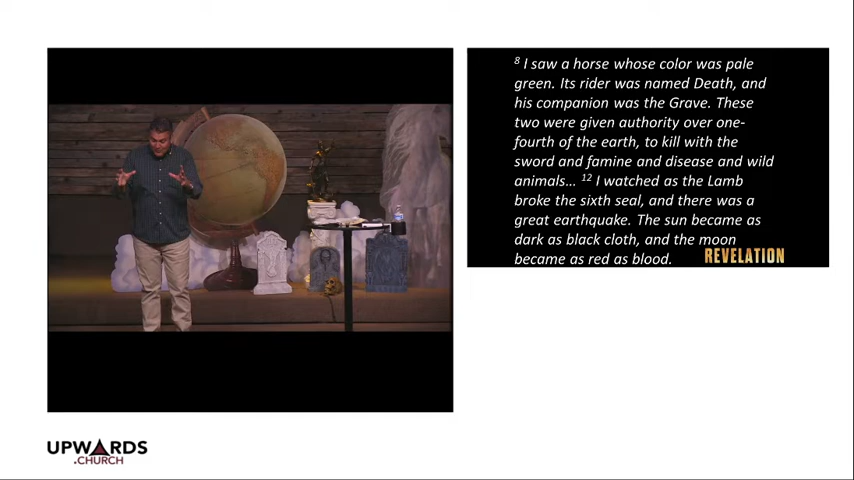 ⁸ I saw a horse whose color was pale
green. Its rider was named Death, and
his companion was the Grave. These
two were given authority over one-
fourth of the earth, to kill with the
sword and famine and disease and wild
animals... ¹² I watched as the Lamb
broke the sixth seal, and there was a
great earthquake. The sun became as
dark as black cloth, and the moon
became as red as blood.
REVELATION
UPWARDS
.CHURCH